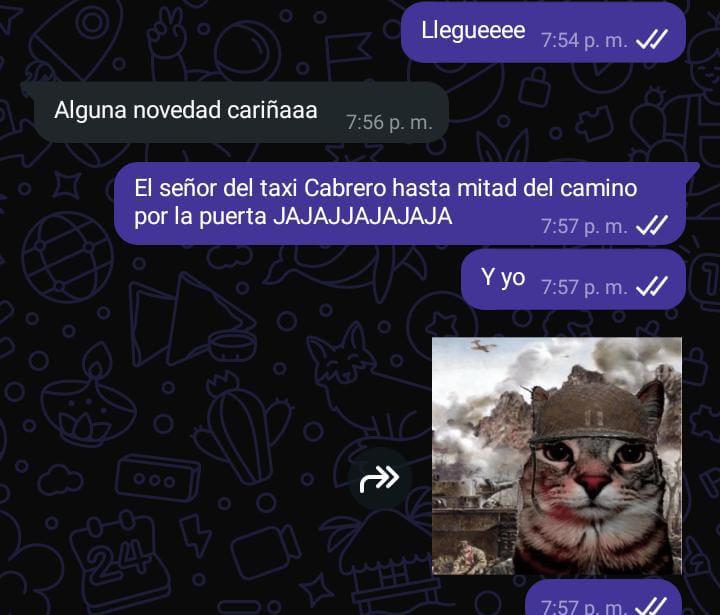 Llegueeee 7:54 p. m.
Alguna novedad cariñaaa 7:56 p. m.
El señor del taxi Cabrero hasta mitad del camino
por la puerta JAJAJJAJAJAJA 7:57 p. m.
Y yo 7:57 p. m.
24
7:57 p. m.